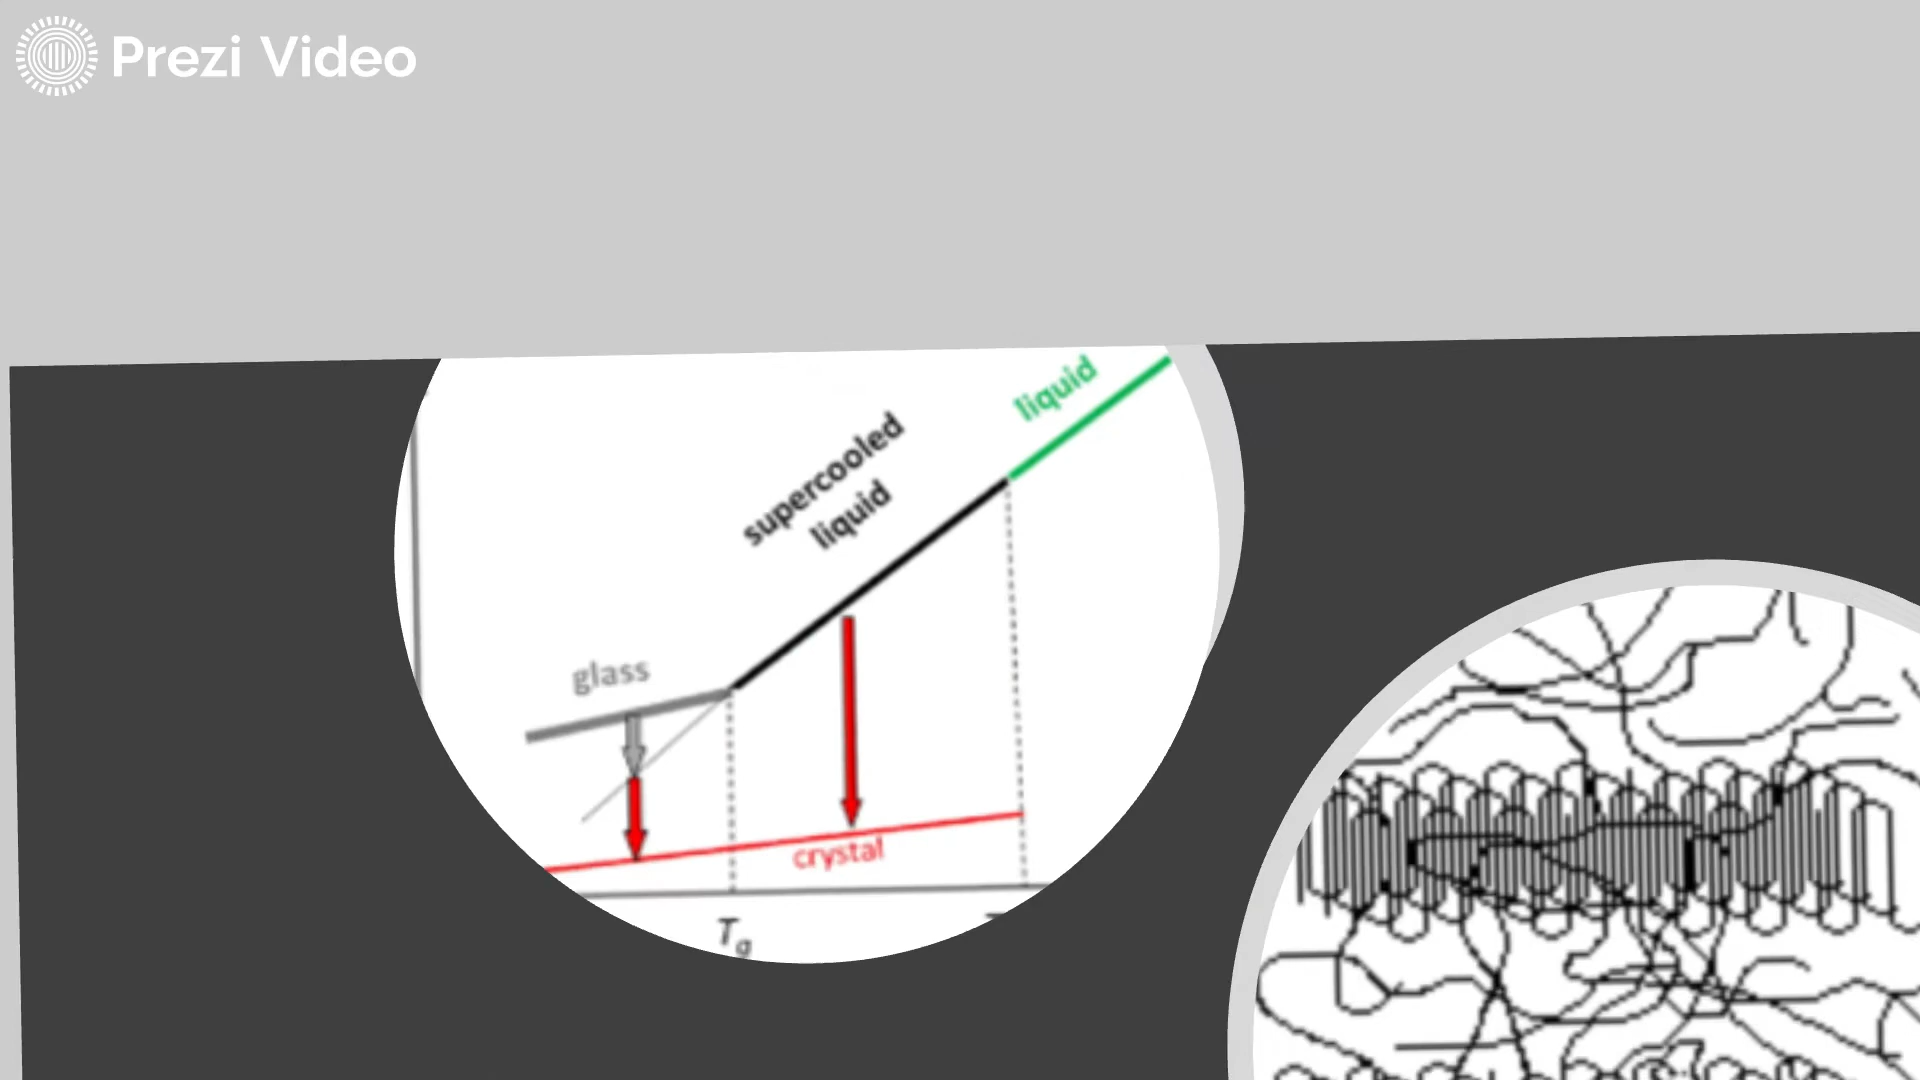 Prezi Video
liquid
supercooled
liquid
glass
crystal
Tg